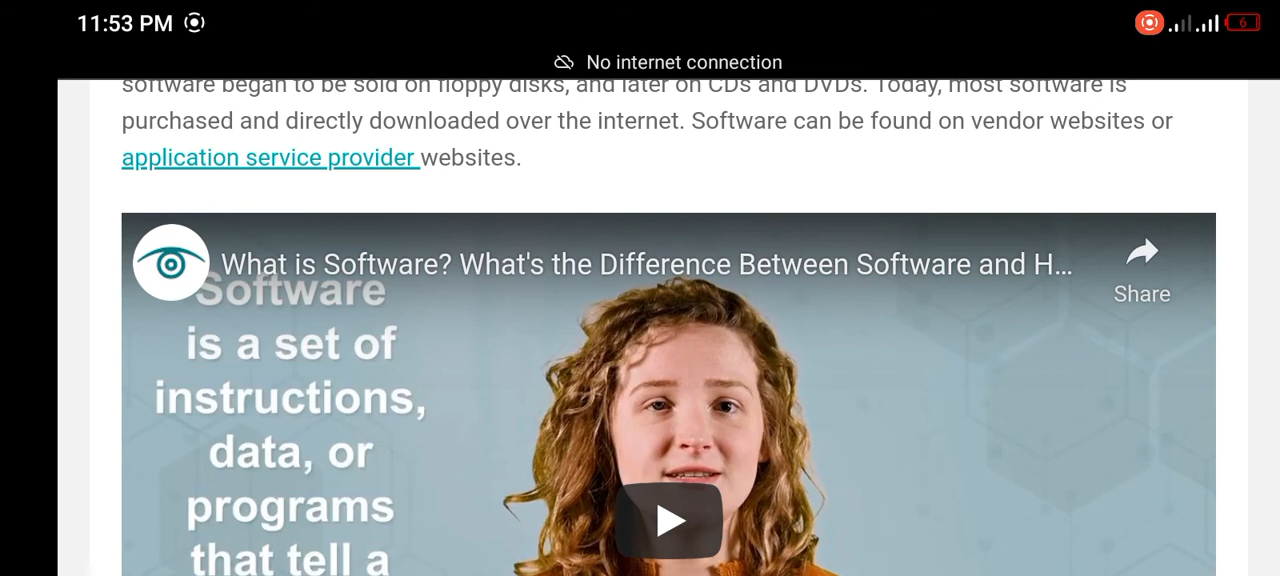 11:53 PM
6
No internet connection
software began to be sold on floppy disks, and later on CDs and DVDs. Today, most software is
purchased and directly downloaded over the internet. Software can be found on vendor websites or
application service provider websites.
What is Software? What's the Difference Between Software and H...
Share
Software
is a set of
instructions,
data, or
programs
that tell a